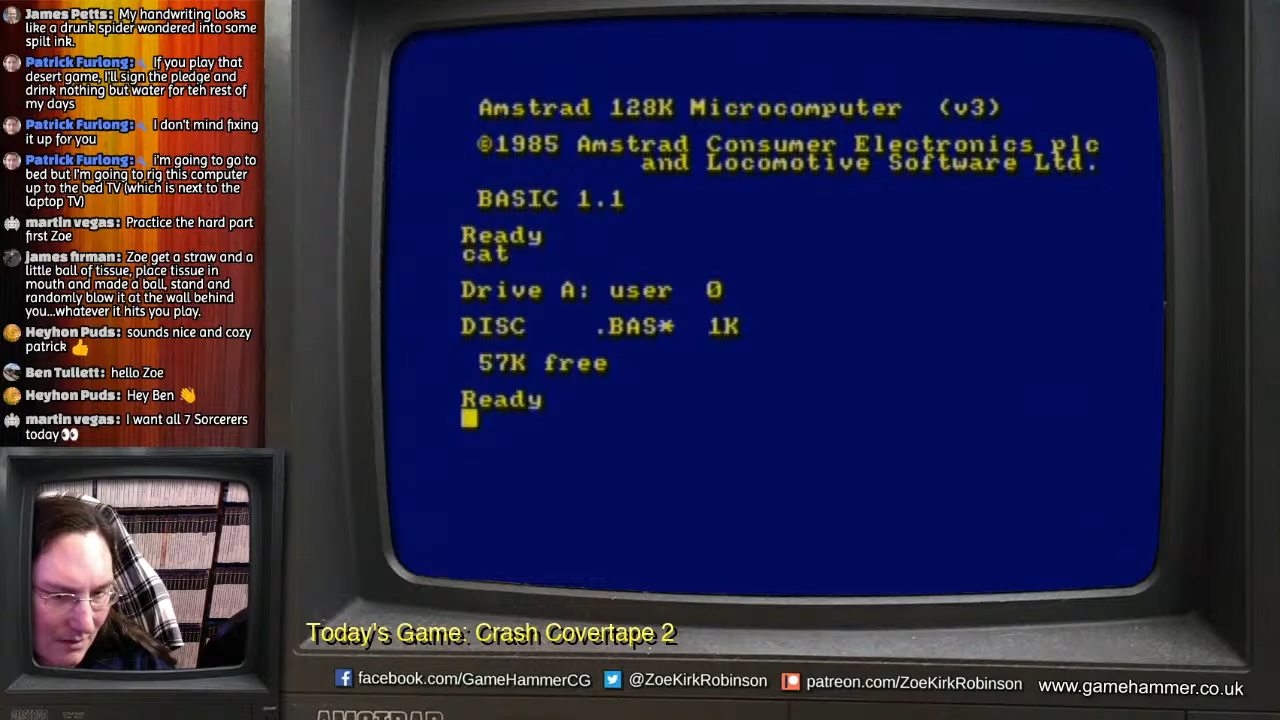 James Petts: My handwriting looks
like a drunk spider wondered into some
spilt ink.
Patrick Furlong: If you play that
desert game, I'll sign the pledge and
drink nothing but water for teh rest of
my days
Patrick Furlong: I don't mind fixing
it up for you
Patrick Furlong: i'm going to go to
bed but I'm going to rig this computer
up to the bed TV (which is next to the
laptop TV)
martin vegas: Practice the hard part
first Zoe
James firman: Zoe get a straw and a
little ball of tissue, place tissue in
mouth and made a ball, stand and
randomly blow it at the wall behind
you...whatever it hits you play.
Heyhon Puds: sounds nice and cozy
patrick 👍
Ben Tullett: hello Zoe
Heyhon Puds: Hey Ben 👋
martin vegas: I want all 7 Sorcerers
today 👀
Amstrad 128K Microcomputer (v3)
©1985 Amstrad Consumer Electronics plc
and Locomotive Software Ltd.
BASIC 1.1
Ready
cat
Drive A: user 0
DISC .BAS* 1K
57K free
Ready
Today's Game: Crash Covertape 2
facebook.com/GameHammerCG @ZoeKirkRobinson patreon.com/ZoeKirkRobinson www.gamehammer.co.uk
AMSTRAD